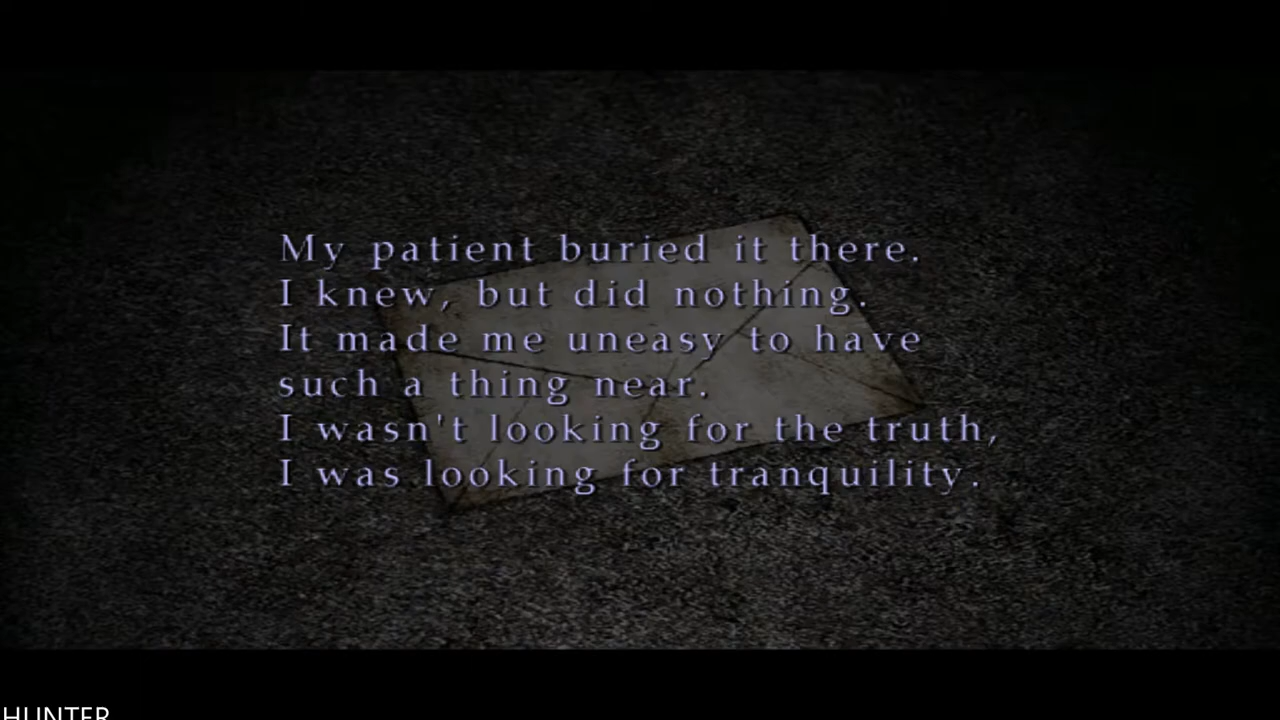 My patient buried it there.
I knew, but did nothing.
It made me uneasy to have
such a thing near.
I wasn't looking for the truth,
I was looking for tranquility.
HUNTER